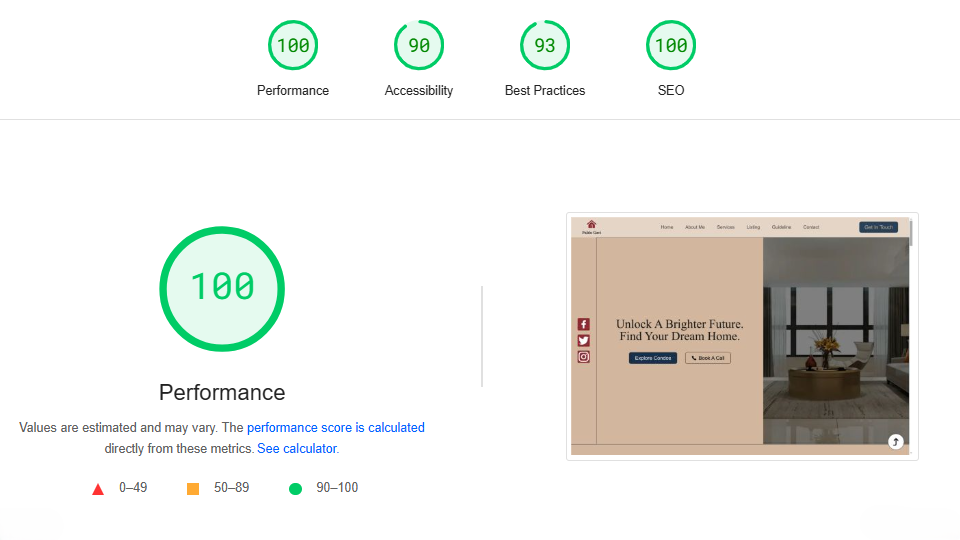 100
90
93
100
Performance
Accessibility
Best Practices
SEO
100
Performance
Values are estimated and may vary. The performance score is calculated
directly from these metrics. See calculator.
0–49
50–89
90–100
Home
About Me
Services
Listing
Guideline
Contact
Get In Touch
Unlock A Brighter Future,
Find Your Dream Home.
Explore Condos
Book A Call